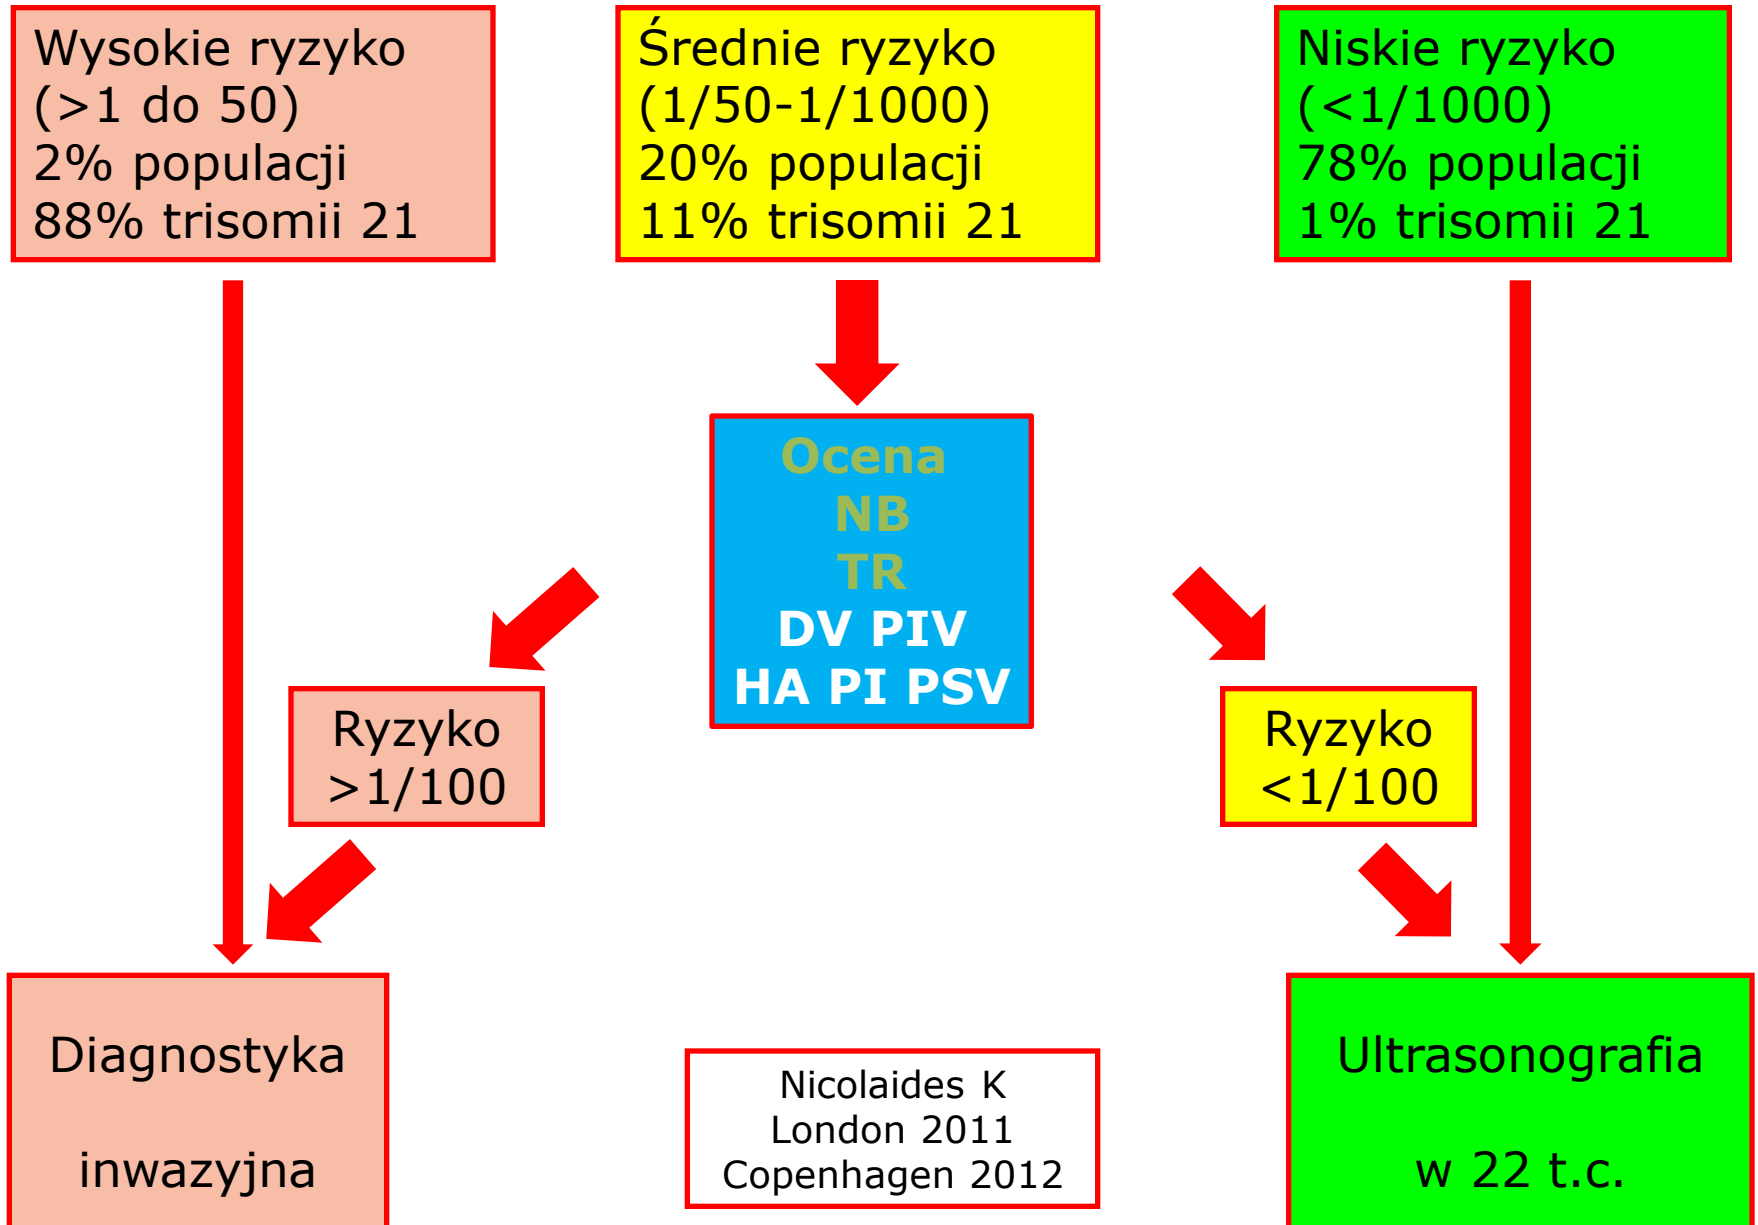 Wysokie ryzyko
(>1 do 50)
2% populacji
88% trisomii 21
Średnie ryzyko
(1/50-1/1000)
20% populacji
11% trisomii 21
Niskie ryzyko
(<1/1000)
78% populacji
1% trisomii 21
Ocena
NB
TR
DV PIV
HA PI PSV
Ryzyko
>1/100
Ryzyko
<1/100
Diagnostyka
inwazyjna
Nicolaides K
London 2011
Copenhagen 2012
Ultrasonografia
w 22 t.c.